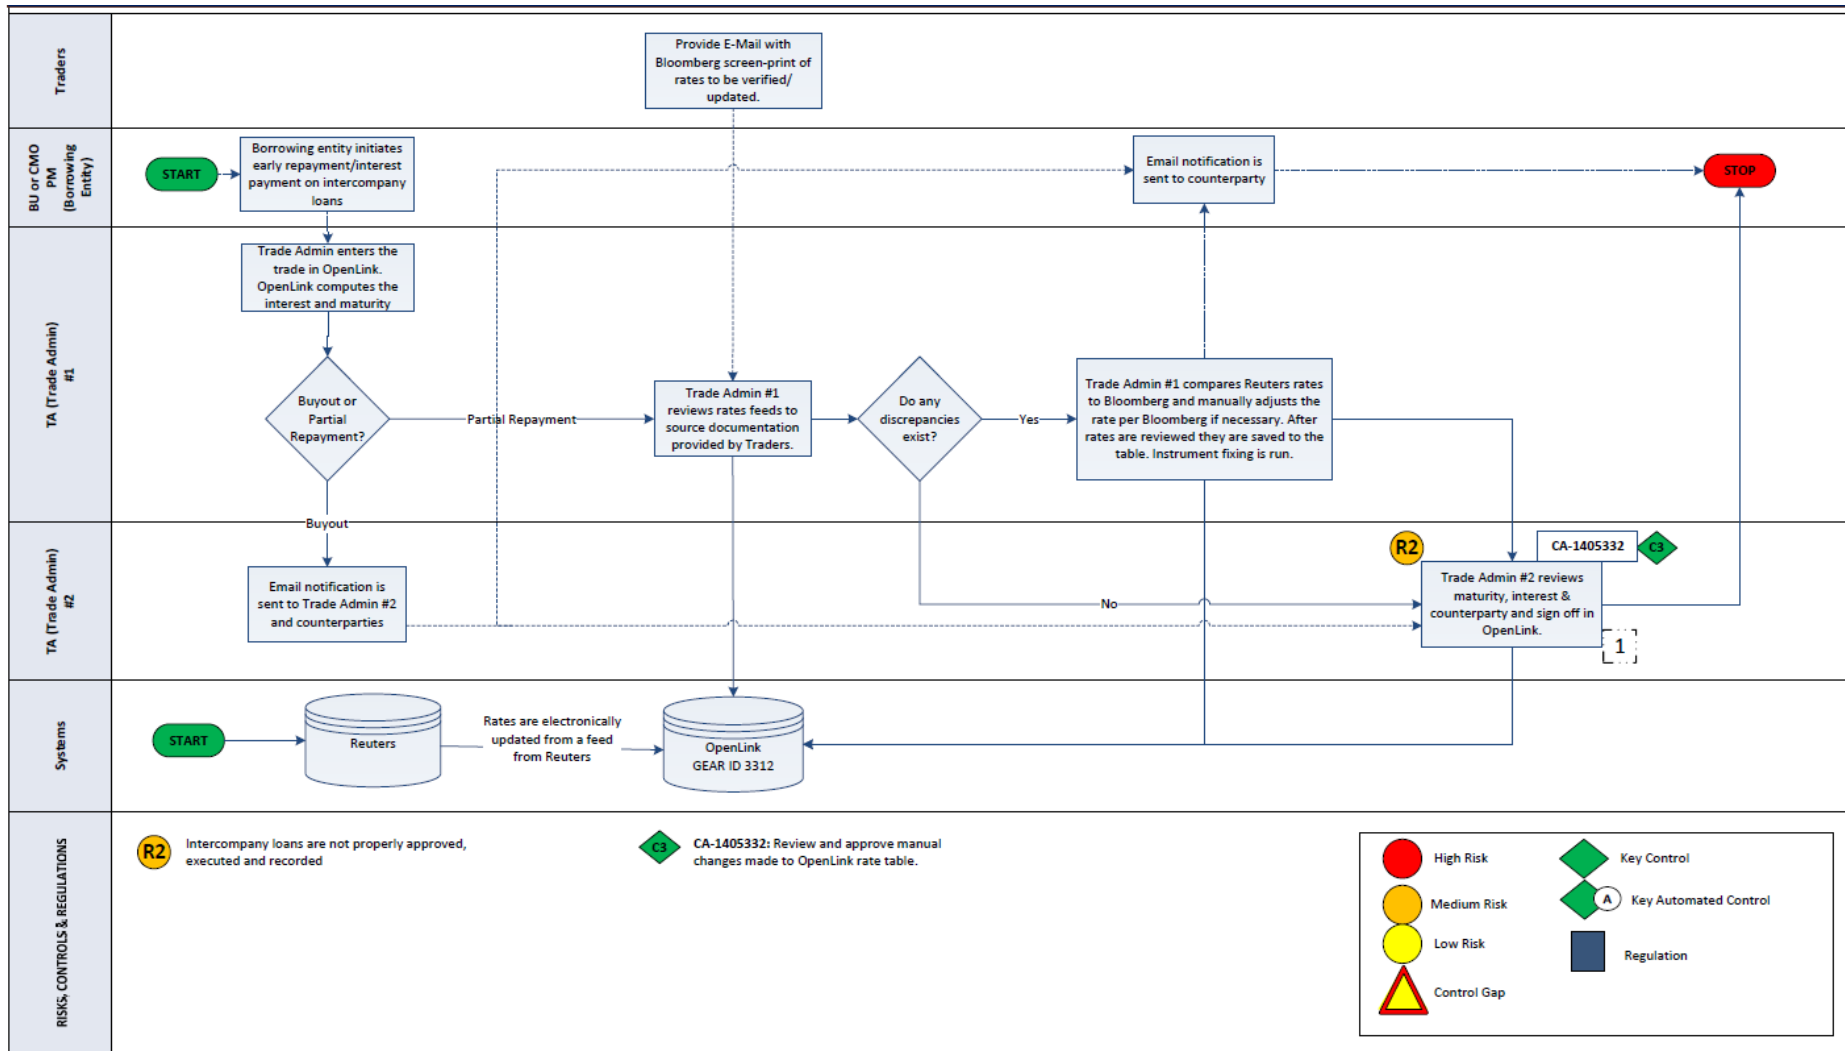 Traders
Provide E-Mail with
Bloomberg screen-print of
rates to be verified/
updated.
BU or CMO
PM
(Borrowing
Entity)
START
Borrowing entity initiates
early repayment/interest
payment on intercompany
loans
Email notification is
sent to counterparty
STOP
TA (Trade Admin)
#1
Trade Admin enters the
trade in OpenLink.
OpenLink computes the
interest and maturity
Buyout or
Partial
Repayment?
Partial Repayment
Trade Admin #1
reviews rates feeds to
source documentation
provided by Traders.
Do any
discrepancies
exist?
Yes
Trade Admin #1 compares Reuters rates
to Bloomberg and manually adjusts the
rate per Bloomberg if necessary. After
rates are reviewed they are saved to the
table. Instrument fixing is run.
Buyout
TA (Trade Admin)
#2
Email notification is
sent to Trade Admin #2
and counterparties
No
R2
CA-1405332
C3
Trade Admin #2 reviews
maturity, interest &
counterparty and sign off in
OpenLink.
1
Systems
START
Reuters
Rates are electronically
updated from a feed
from Reuters
OpenLink
GEAR ID 3312
RISKS, CONTROLS & REGULATIONS
R2
Intercompany loans are not properly approved,
executed and recorded
C3
CA-1405332: Review and approve manual
changes made to OpenLink rate table.
High Risk
Key Control
Medium Risk
A
Key Automated Control
Low Risk
Regulation
Control Gap